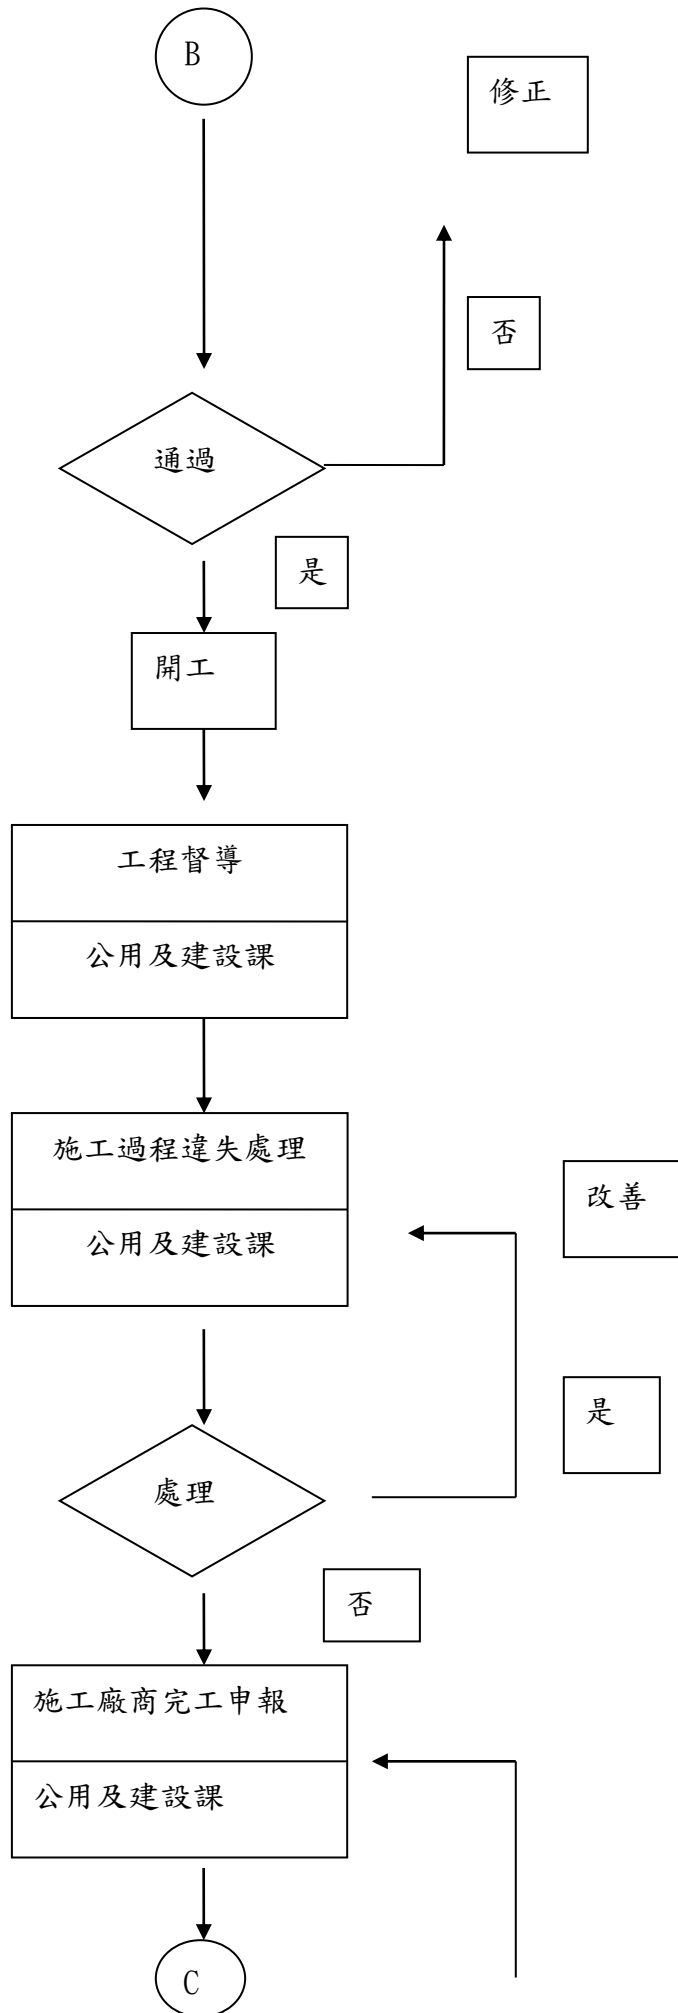 B
修正
否
通過
是
開工
工程督導
公用及建設課
施工過程違失處理
改善
公用及建設課
是
處理
否
施工廠商完工申報
公用及建設課
C